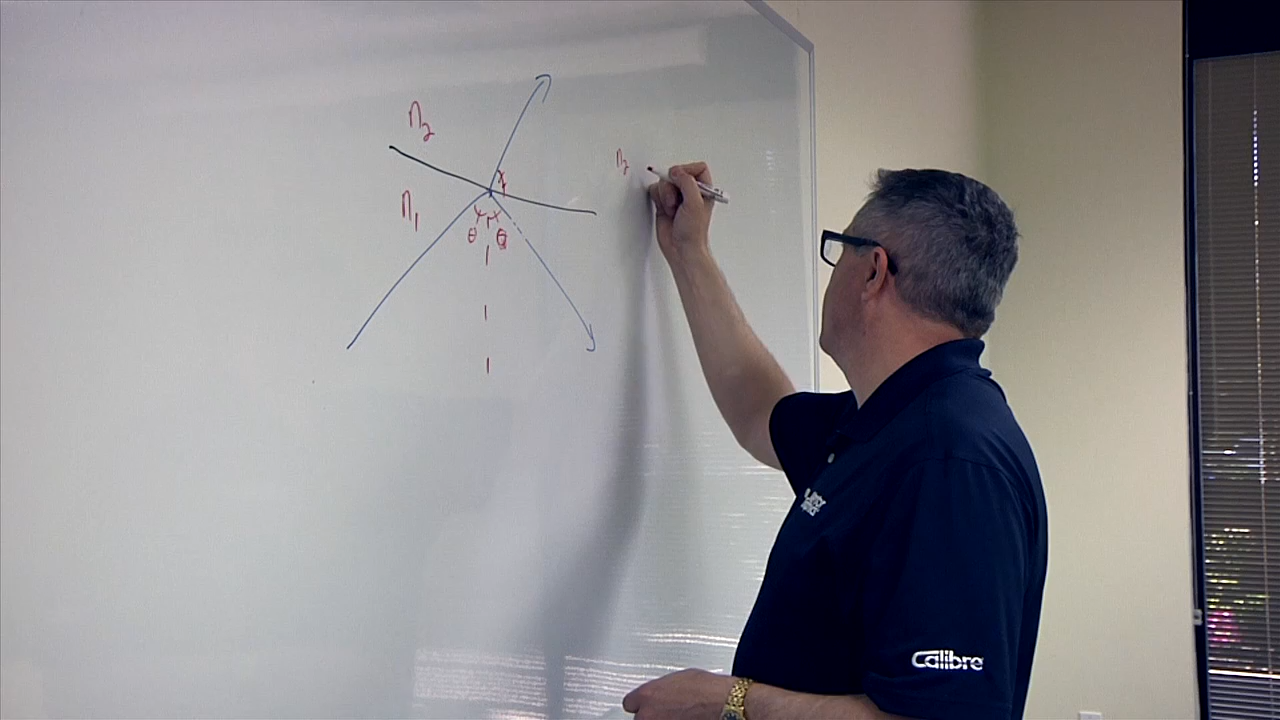 n₂
n₂
n₁
θ θ
Calibre